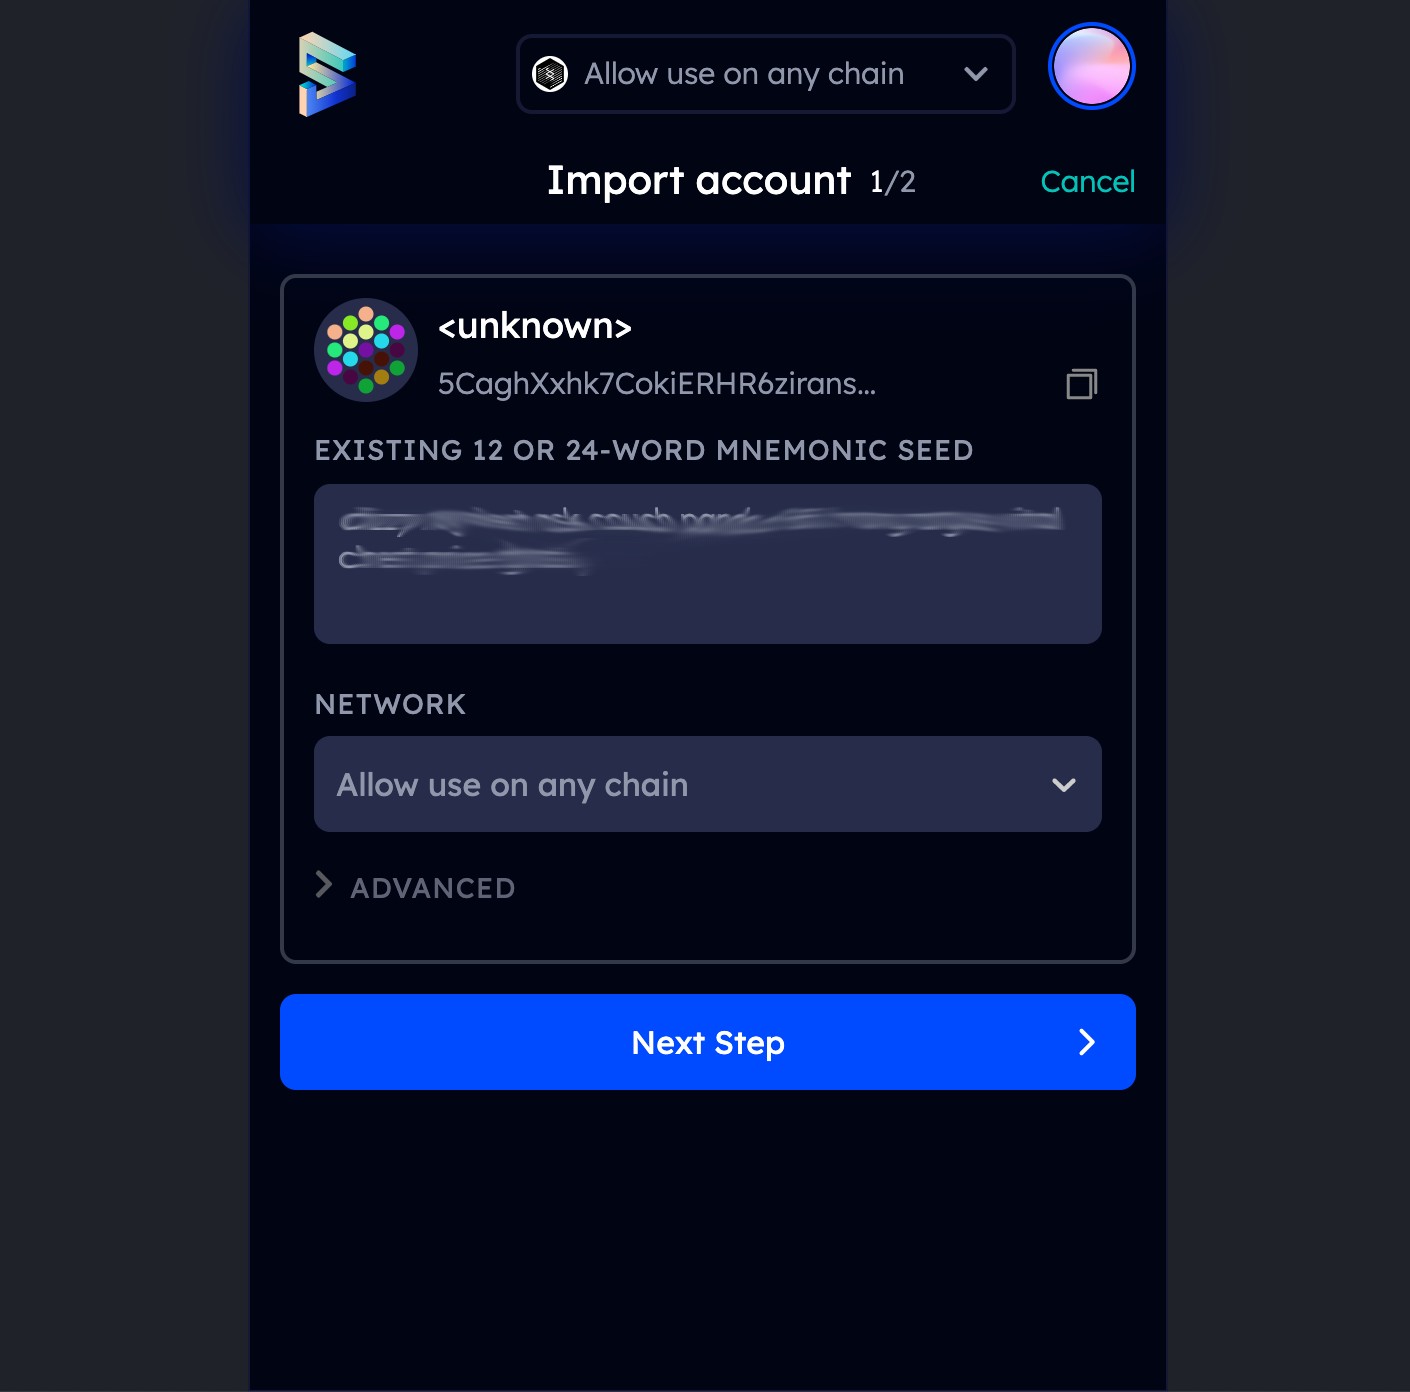 Allow use on any chain
Import account 1/2
Cancel
<unknown>
5CaghXxhk7CokiERHR6zirans...
EXISTING 12 OR 24-WORD MNEMONIC SEED
NETWORK
Allow use on any chain
ADVANCED
Next Step